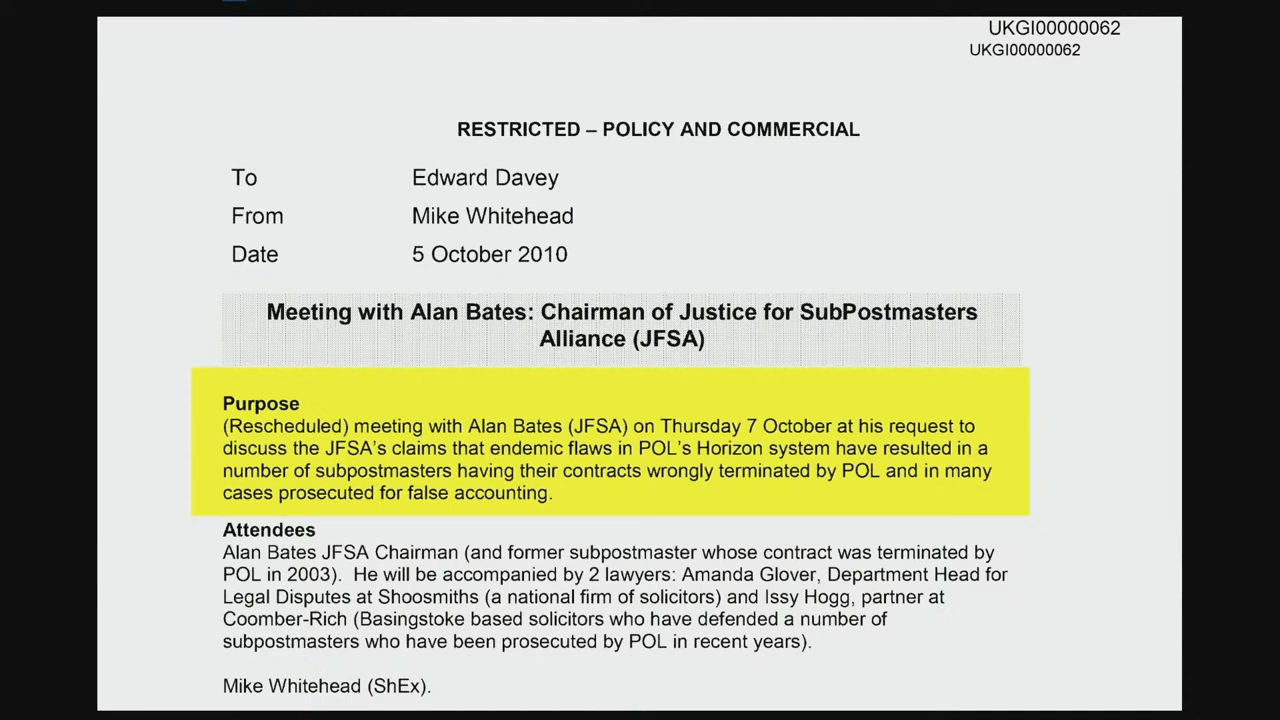 UKGI00000062
UKGI00000062
RESTRICTED – POLICY AND COMMERCIAL
To Edward Davey
From Mike Whitehead
Date 5 October 2010
Meeting with Alan Bates: Chairman of Justice for SubPostmasters
Alliance (JFSA)
Purpose
(Rescheduled) meeting with Alan Bates (JFSA) on Thursday 7 October at his request to
discuss the JFSA's claims that endemic flaws in POL's Horizon system have resulted in a
number of subpostmasters having their contracts wrongly terminated by POL and in many
cases prosecuted for false accounting.
Attendees
Alan Bates JFSA Chairman (and former subpostmaster whose contract was terminated by
POL in 2003). He will be accompanied by 2 lawyers: Amanda Glover, Department Head for
Legal Disputes at Shoosmiths (a national firm of solicitors) and Issy Hogg, partner at
Coomber-Rich (Basingstoke based solicitors who have defended a number of
subpostmasters who have been prosecuted by POL in recent years).
Mike Whitehead (ShEx).